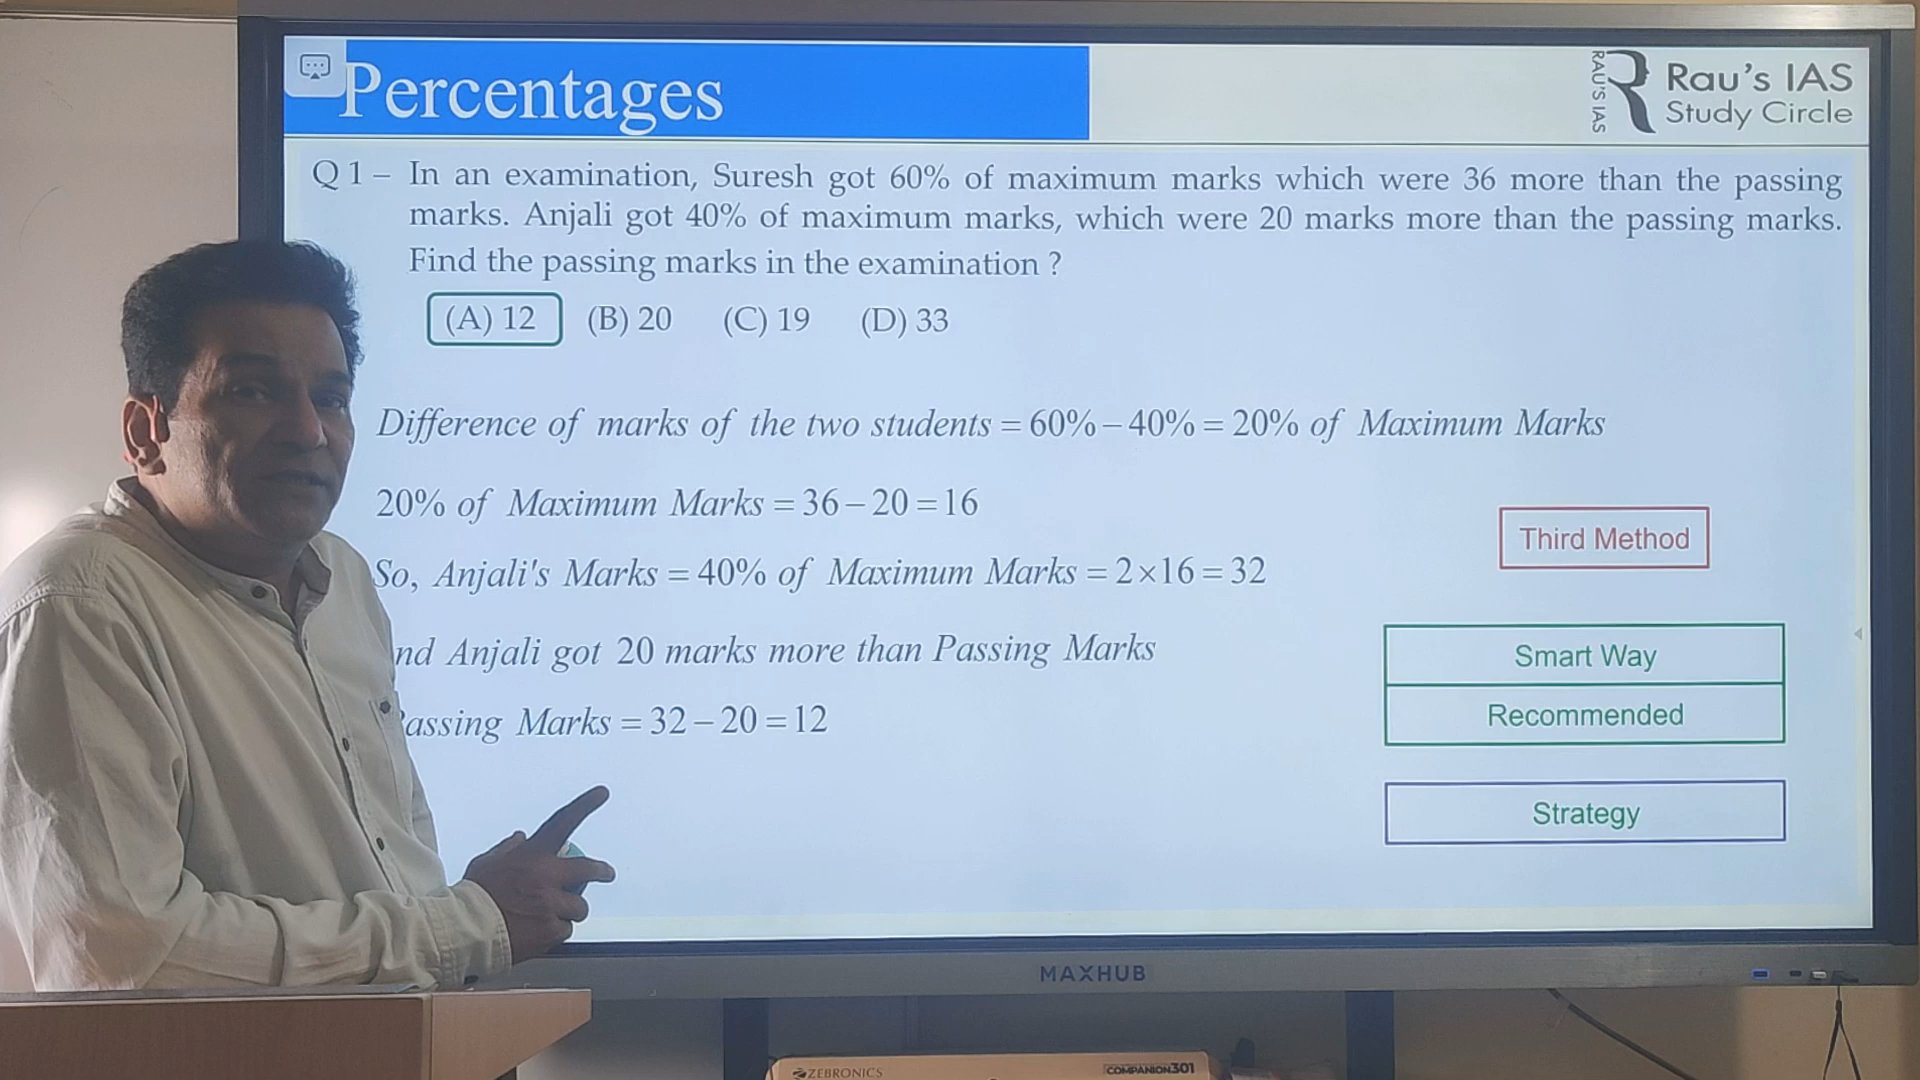 Percentages
RAU'S IAS
Rau's IAS
Study Circle
Q 1 – In an examination, Suresh got 60% of maximum marks which were 36 more than the passing
marks. Anjali got 40% of maximum marks, which were 20 marks more than the passing marks.
Find the passing marks in the examination ?
(A) 12 (B) 20 (C) 19 (D) 33
Difference of marks of the two students = 60% – 40% = 20% of Maximum Marks
20% of Maximum Marks = 36 – 20 = 16
So, Anjali's Marks = 40% of Maximum Marks = 2×16 = 32
nd Anjali got 20 marks more than Passing Marks
Passing Marks = 32 – 20 = 12
Third Method
Smart Way
Recommended
Strategy
MAXHUB
ZEBRONICS
COMPANION301